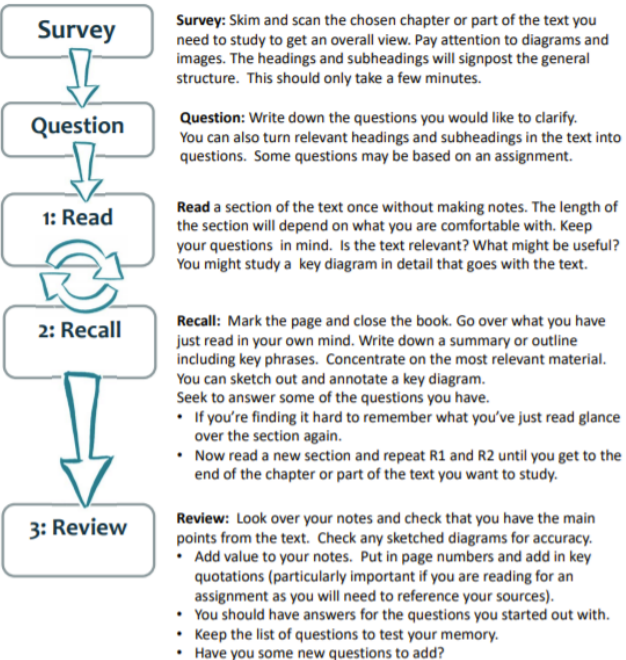 Survey
Survey: Skim and scan the chosen chapter or part of the text you
need to study to get an overall view. Pay attention to diagrams and
images. The headings and subheadings will signpost the general
structure. This should only take a few minutes.
Question
Question: Write down the questions you would like to clarify.
You can also turn relevant headings and subheadings in the text into
questions. Some questions may be based on an assignment.
1: Read
Read a section of the text once without making notes. The length of
the section will depend on what you are comfortable with. Keep
your questions in mind. Is the text relevant? What might be useful?
You might study a key diagram in detail that goes with the text.
2: Recall
Recall: Mark the page and close the book. Go over what you have
just read in your own mind. Write down a summary or outline
including key phrases. Concentrate on the most relevant material.
You can sketch out and annotate a key diagram.
Seek to answer some of the questions you have.
• If you're finding it hard to remember what you've just read glance
over the section again.
• Now read a new section and repeat R1 and R2 until you get to the
end of the chapter or part of the text you want to study.
3: Review
Review: Look over your notes and check that you have the main
points from the text. Check any sketched diagrams for accuracy.
• Add value to your notes. Put in page numbers and add in key
quotations (particularly important if you are reading for an
assignment as you will need to reference your sources).
• You should have answers for the questions you started out with.
• Keep the list of questions to test your memory.
• Have you some new questions to add?